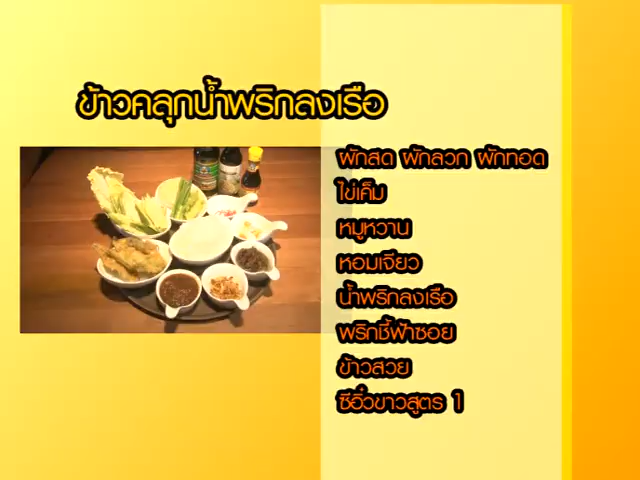 ข้าวคลุกน้ำพริกลงเรือ
ผักสด ผักลวก ผักทอด
ไข่เค็ม
หมูหวาน
หอมเจียว
น้ำพริกลงเรือ
พริกชี้ฟ้าซอย
ข้าวสวย
ซีอิ๋วขาวสูตร 1